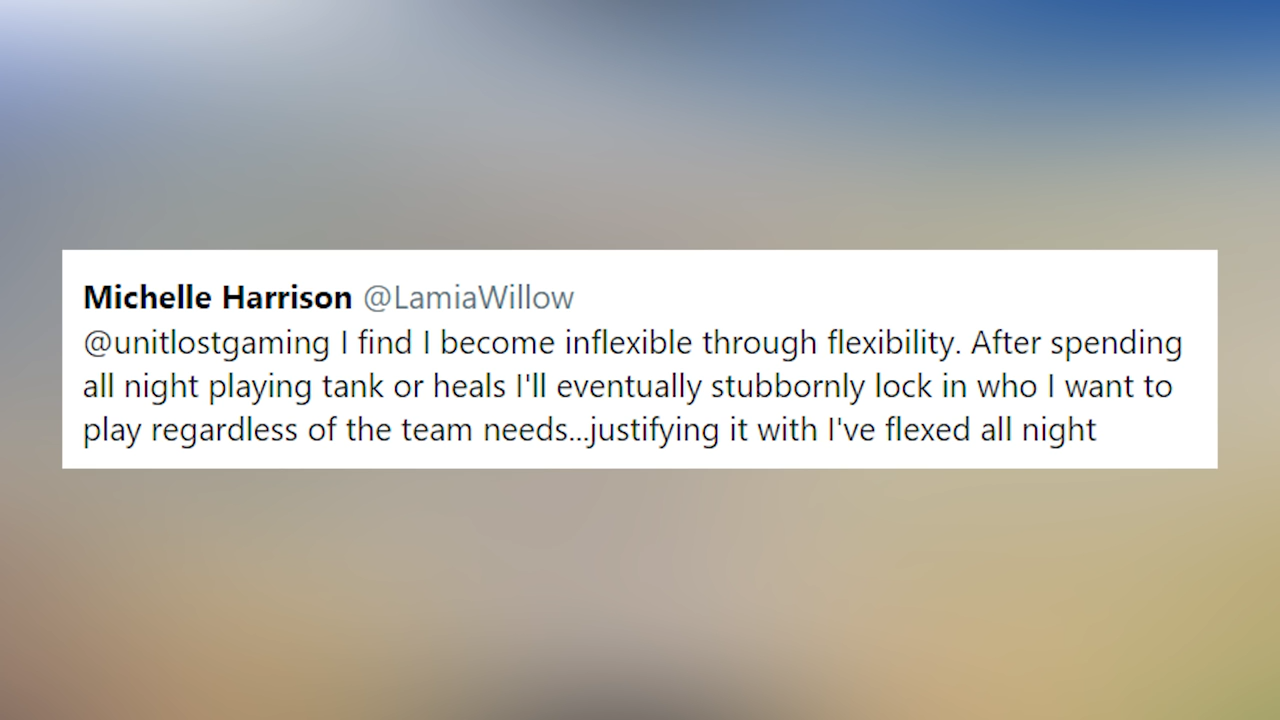 Michelle Harrison @LamiaWillow
@unitlostgaming I find I become inflexible through flexibility. After spending
all night playing tank or heals I'll eventually stubbornly lock in who I want to
play regardless of the team needs...justifying it with I've flexed all night